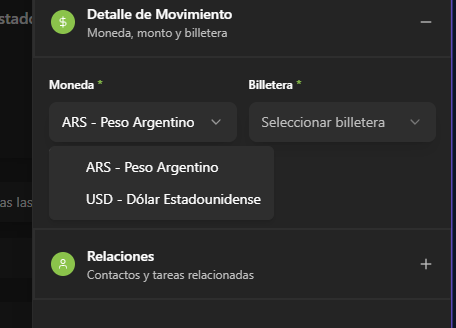 Detalle de Movimiento
Moneda, monto y billetera
Moneda *
Billetera *
ARS - Peso Argentino
Seleccionar billetera
ARS - Peso Argentino
USD - Dólar Estadounidense
as las
Relaciones
Contactos y tareas relacionadas